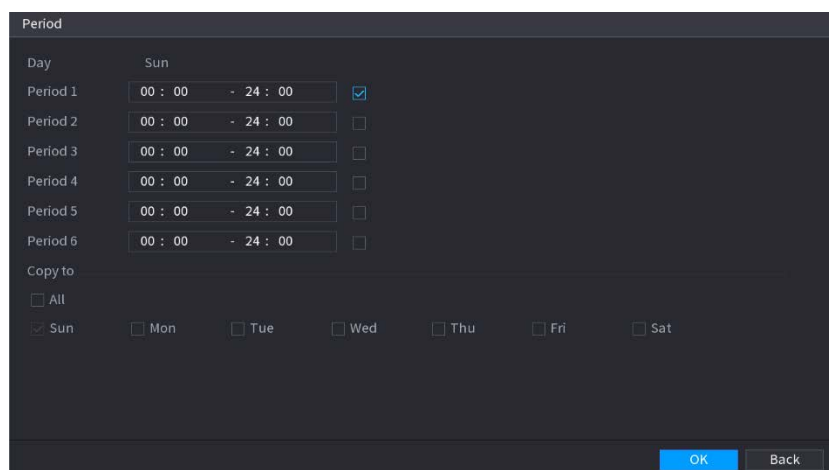 Period
Day Sun
Period 1 00 : 00 - 24 : 00
Period 2 00 : 00 - 24 : 00
Period 3 00 : 00 - 24 : 00
Period 4 00 : 00 - 24 : 00
Period 5 00 : 00 - 24 : 00
Period 6 00 : 00 - 24 : 00
Copy to
All
Sun Mon Tue Wed Thu Fri Sat
OK Back